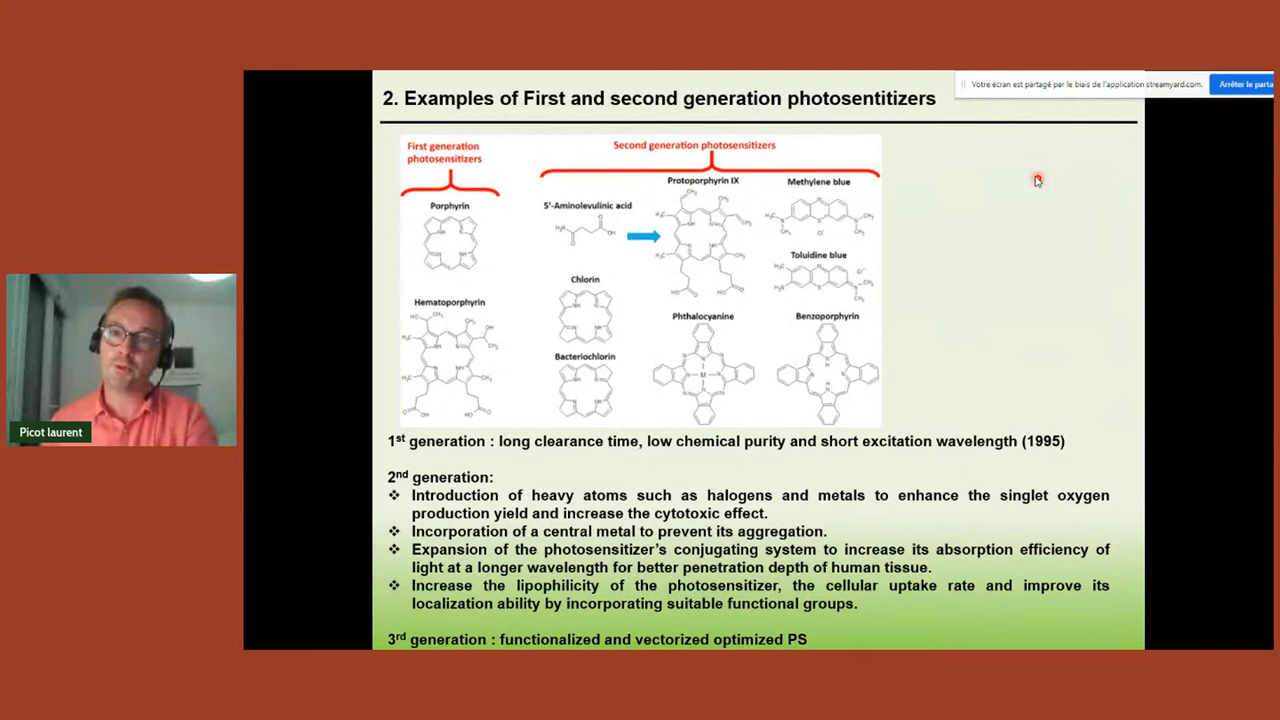 2. Examples of First and second generation photosentitizers
Votre écran est partagé par le biais de l'application streamyard.com.
Arrêter le parta
First generation
photosensitizers
Second generation photosensitizers
Porphyrin
5'-Aminolevulinic acid
Protoporphyrin IX
Methylene blue
Toluidine blue
Chlorin
Hematoporphyrin
Phthalocyanine
Benzoporphyrin
Bacteriochlorin
Picot laurent
1st generation : long clearance time, low chemical purity and short excitation wavelength (1995)
2nd generation:
❖ Introduction of heavy atoms such as halogens and metals to enhance the singlet oxygen
production yield and increase the cytotoxic effect.
❖ Incorporation of a central metal to prevent its aggregation.
❖ Expansion of the photosensitizer's conjugating system to increase its absorption efficiency of
light at a longer wavelength for better penetration depth of human tissue.
❖ Increase the lipophilicity of the photosensitizer, the cellular uptake rate and improve its
localization ability by incorporating suitable functional groups.
3rd generation : functionalized and vectorized optimized PS